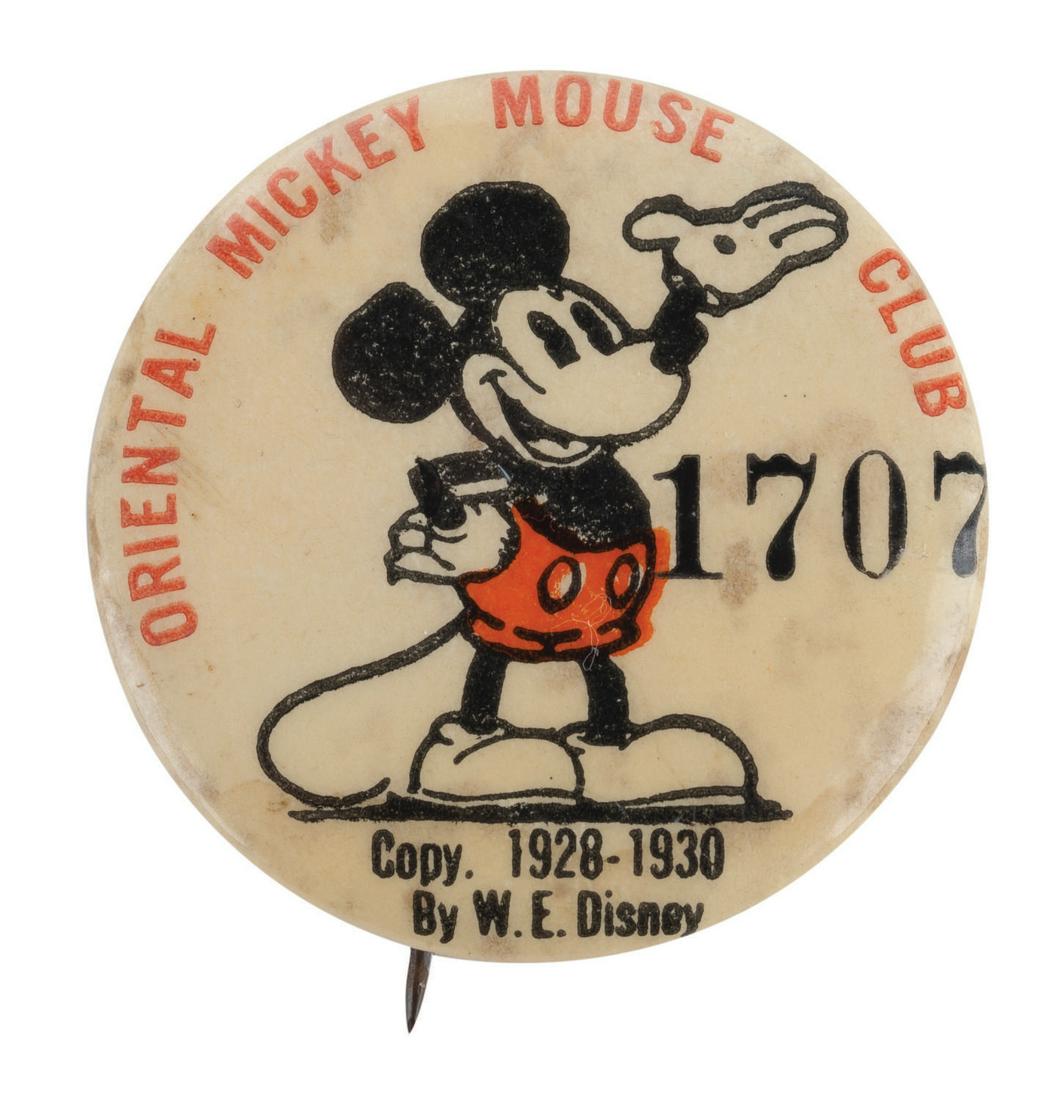 ORIENTAL MICKEY MOUSE CLUB
1707
Copy. 1928-1930
By W. E. Disney